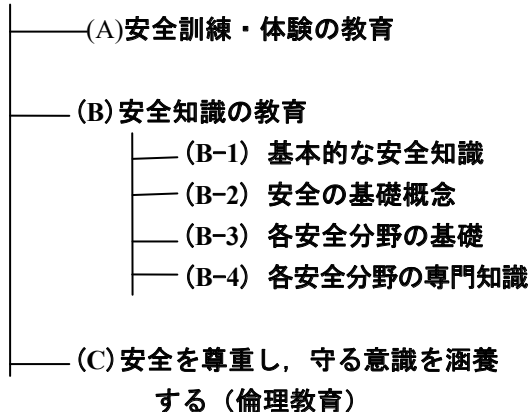 (A)安全訓練・体験の教育
(B)安全知識の教育
(B-1) 基本的な安全知識
(B-2) 安全の基礎概念
(B-3) 各安全分野の基礎
(B-4) 各安全分野の専門知識
(C)安全を尊重し，守る意識を涵養
する（倫理教育）